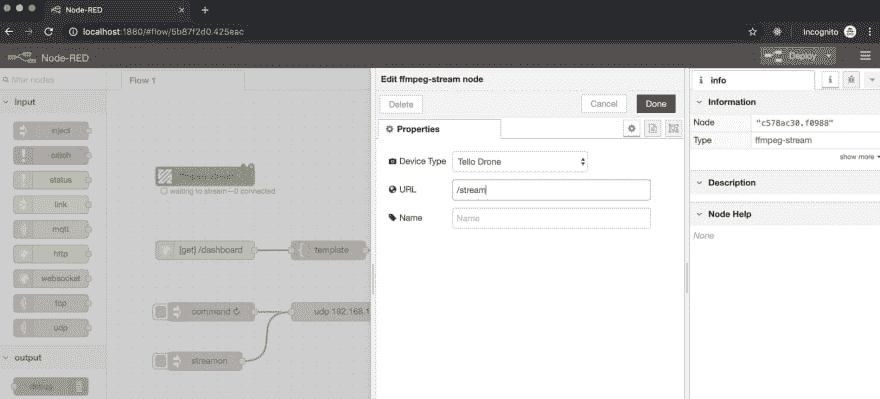 Node-RED
localhost:1880/#flow/5b87f2d0.425eac
Incognito
Node-RED
Deploy
filter nodes
Flow 1
Edit ffmpeg-stream node
info
Input
Delete
Cancel
Done
Information
Node
"c578ac30.f0988"
Type
ffmpeg-stream
show more
Properties
inject
catch
status
link
mqtt
http
websocket
tcp
udp
output
debug
waiting to stream—0 connected
[get] /dashboard
template
command ↻
udp 192.168.1
streamon
Device Type
Tello Drone
URL
/stream
Name
Name
Description
Node Help
None